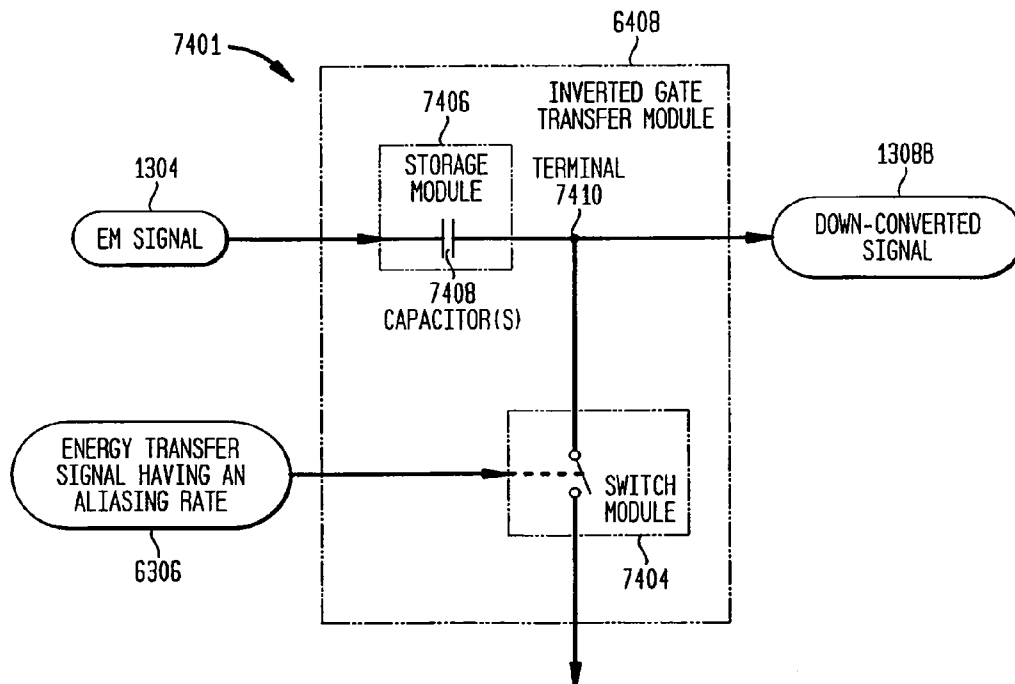 7401
6408
INVERTED GATE
TRANSFER MODULE
7406
STORAGE
MODULE
TERMINAL
7410
1304
EM SIGNAL
1308B
DOWN-CONVERTED
SIGNAL
7408
CAPACITOR(S)
ENERGY TRANSFER
SIGNAL HAVING AN
ALIASING RATE
6306
SWITCH
MODULE
7404